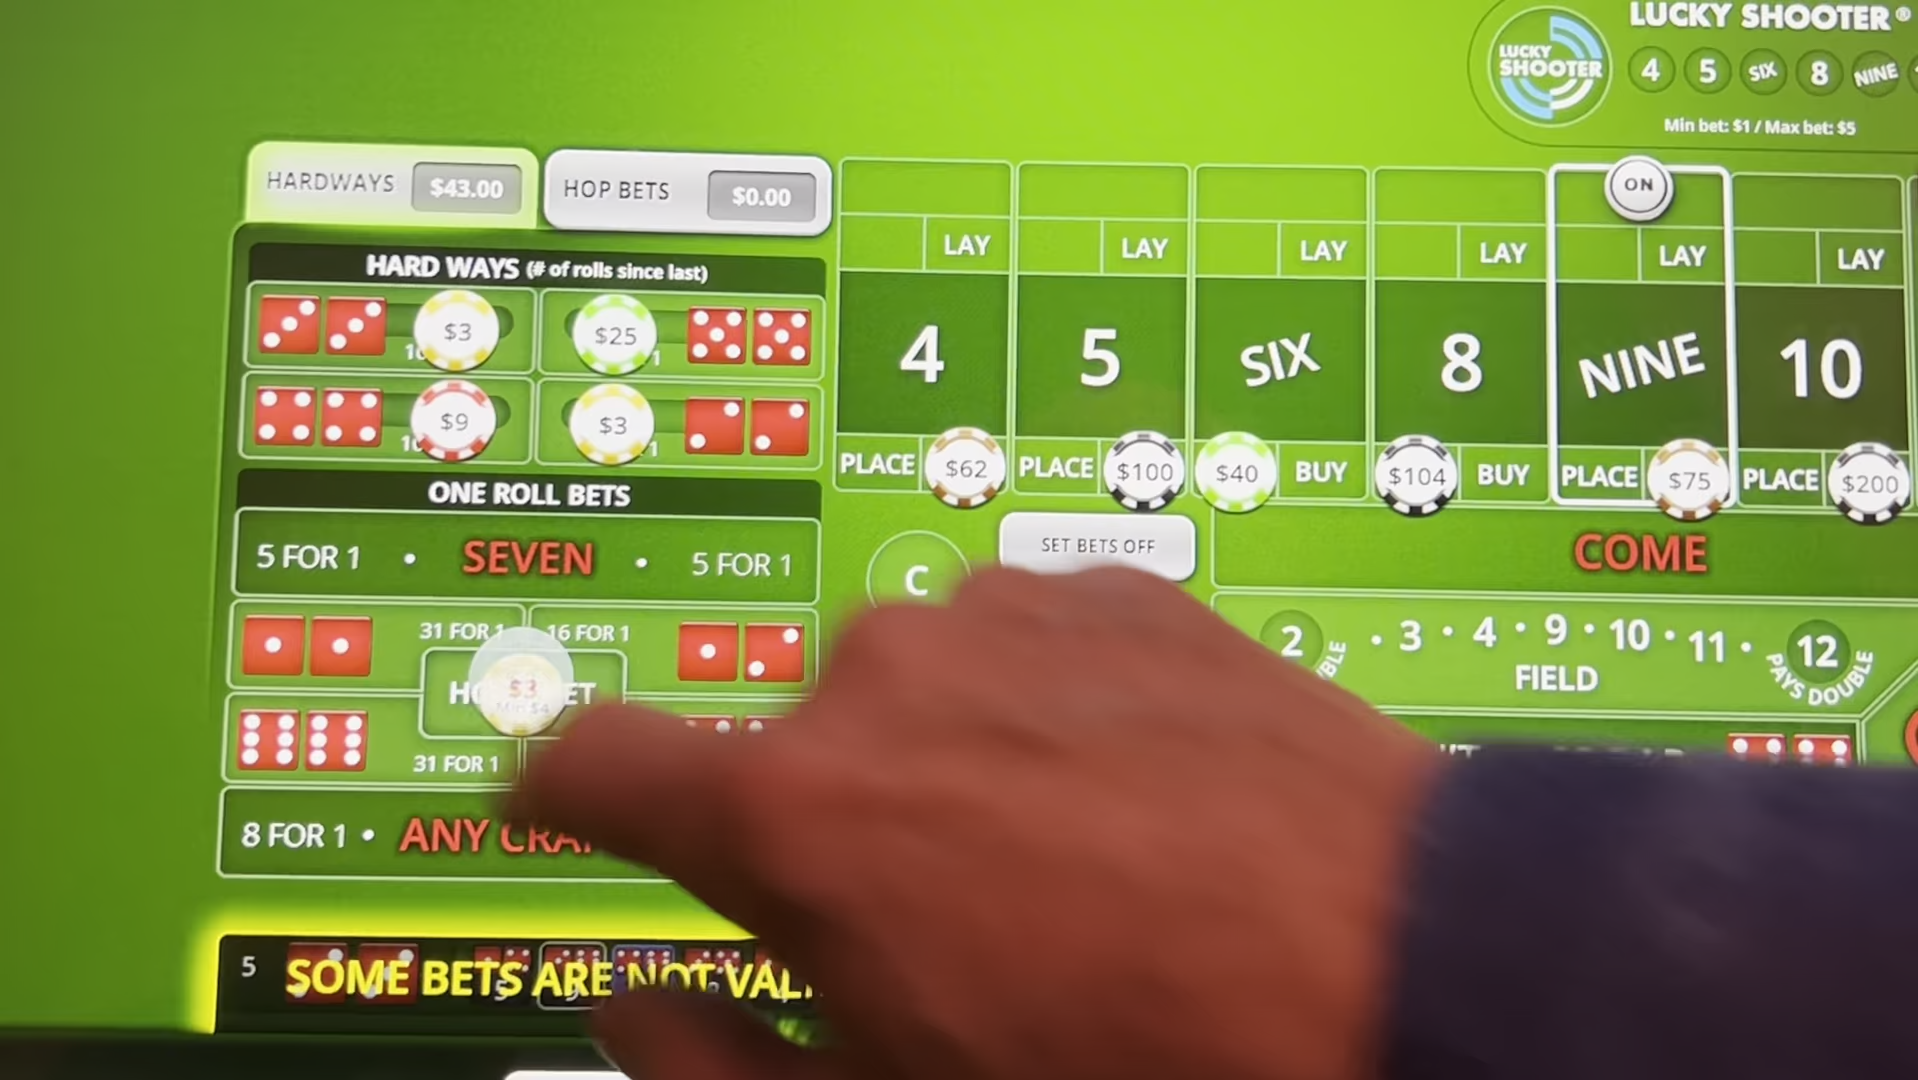 LUCKY SHOOTER®
LUCKY
SHOOTER
4 5 SIX 8 NINE
Min bet: $1 / Max bet: $5
HARDWAYS $43.00
HOP BETS $0.00
ON
LAY LAY LAY LAY LAY LAY
HARD WAYS (# of rolls since last)
$3 $25
$9 $3
4 5 SIX 8 NINE 10
PLACE $62 PLACE $100 $40 BUY $104 BUY PLACE $75 PLACE $200
ONE ROLL BETS
5 FOR 1 • SEVEN • 5 FOR 1
SET BETS OFF
COME
C
31 FOR 1 16 FOR 1
$3
Min $4
2 • 3 • 4 • 9 • 10 • 11 • 12
FIELD
PAYS DOUBLE
31 FOR 1
8 FOR 1 • ANY
5
SOME BETS ARE NOT